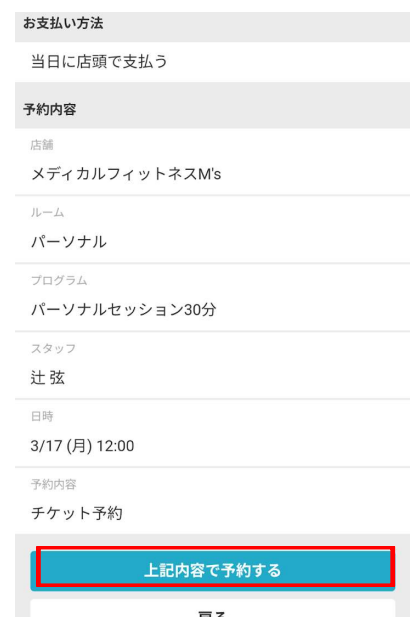 お支払い方法
当日に店頭で支払う
予約内容
店舗
メディカルフィットネスM's
ルーム
パーソナル
プログラム
パーソナルセッション30分
スタッフ
辻 弦
日時
3/17 (月) 12:00
予約内容
チケット予約
上記内容で予約する
戻る